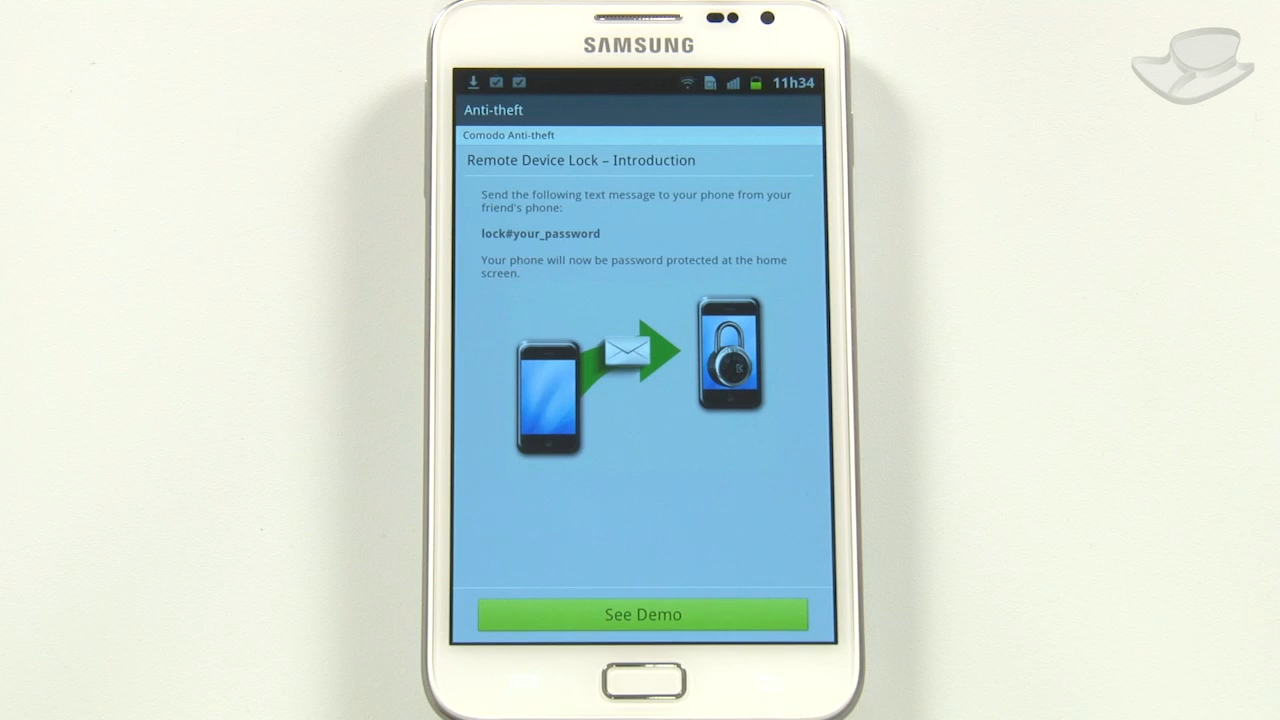 SAMSUNG
11h34
Anti-theft
Comodo Anti-theft
Remote Device Lock – Introduction
Send the following text message to your phone from your
friend's phone:
lock#your_password
Your phone will now be password protected at the home
screen.
See Demo